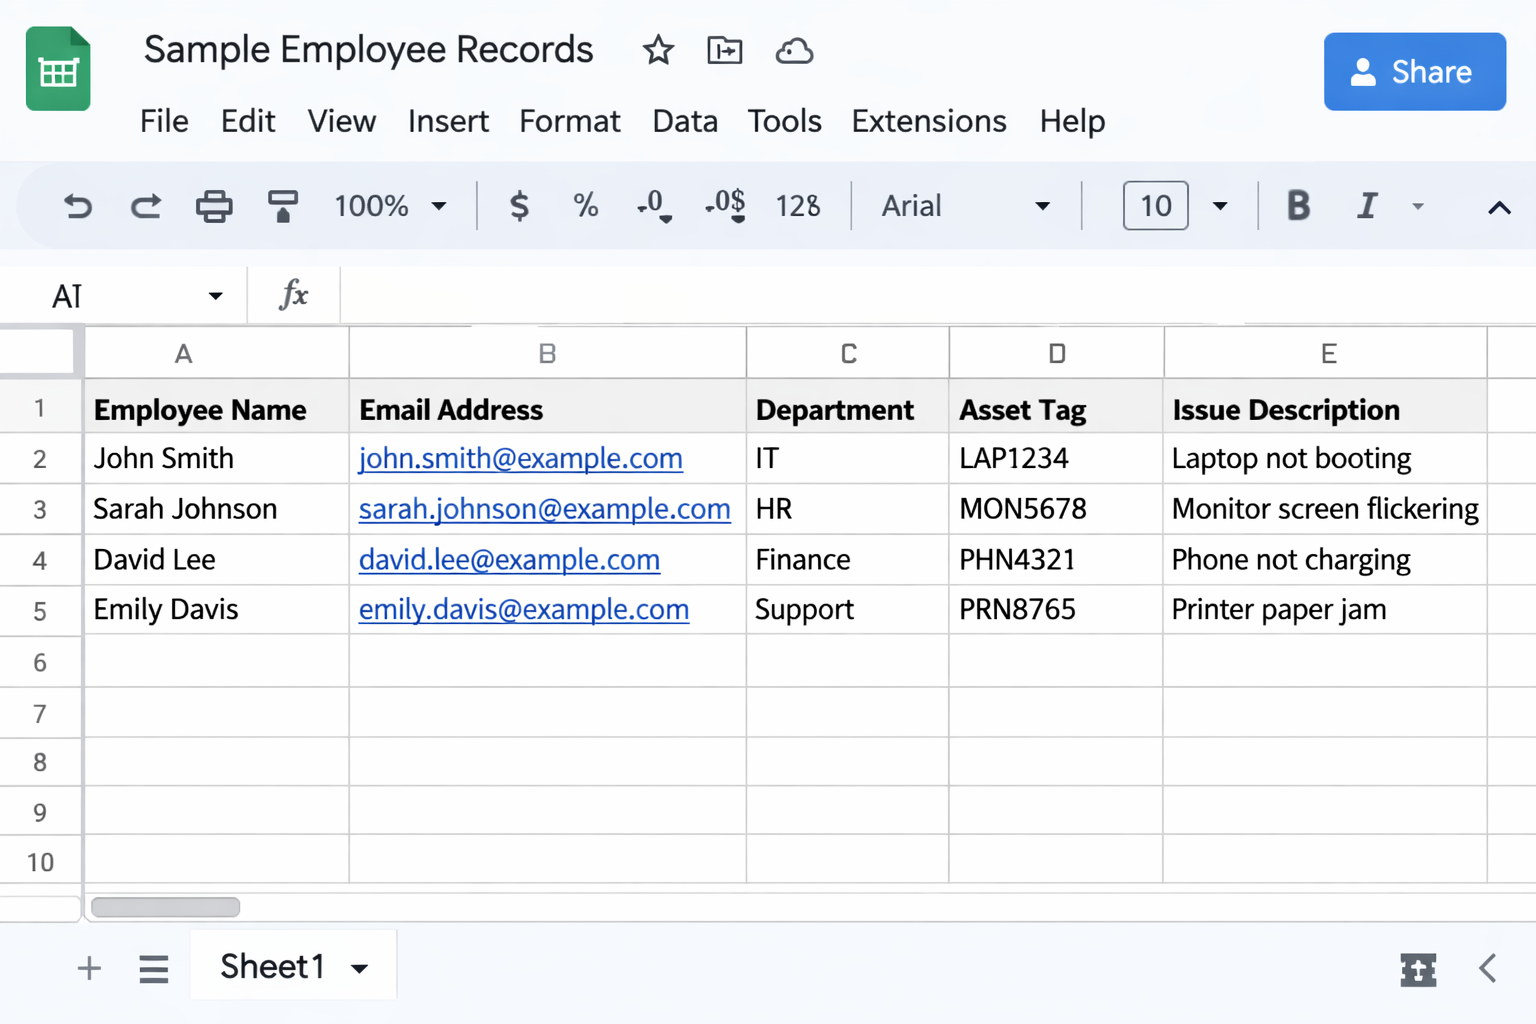 Sample Employee Records
Share
File Edit View Insert Format Data Tools Extensions Help
100% $ % .0 .0$ 128 Arial 10 B I
AI fx
A B C D E
1 Employee Name Email Address Department Asset Tag Issue Description
2 John Smith john.smith@example.com IT LAP1234 Laptop not booting
3 Sarah Johnson sarah.johnson@example.com HR MON5678 Monitor screen flickering
4 David Lee david.lee@example.com Finance PHN4321 Phone not charging
5 Emily Davis emily.davis@example.com Support PRN8765 Printer paper jam
6
7
8
9
10
Sheet1